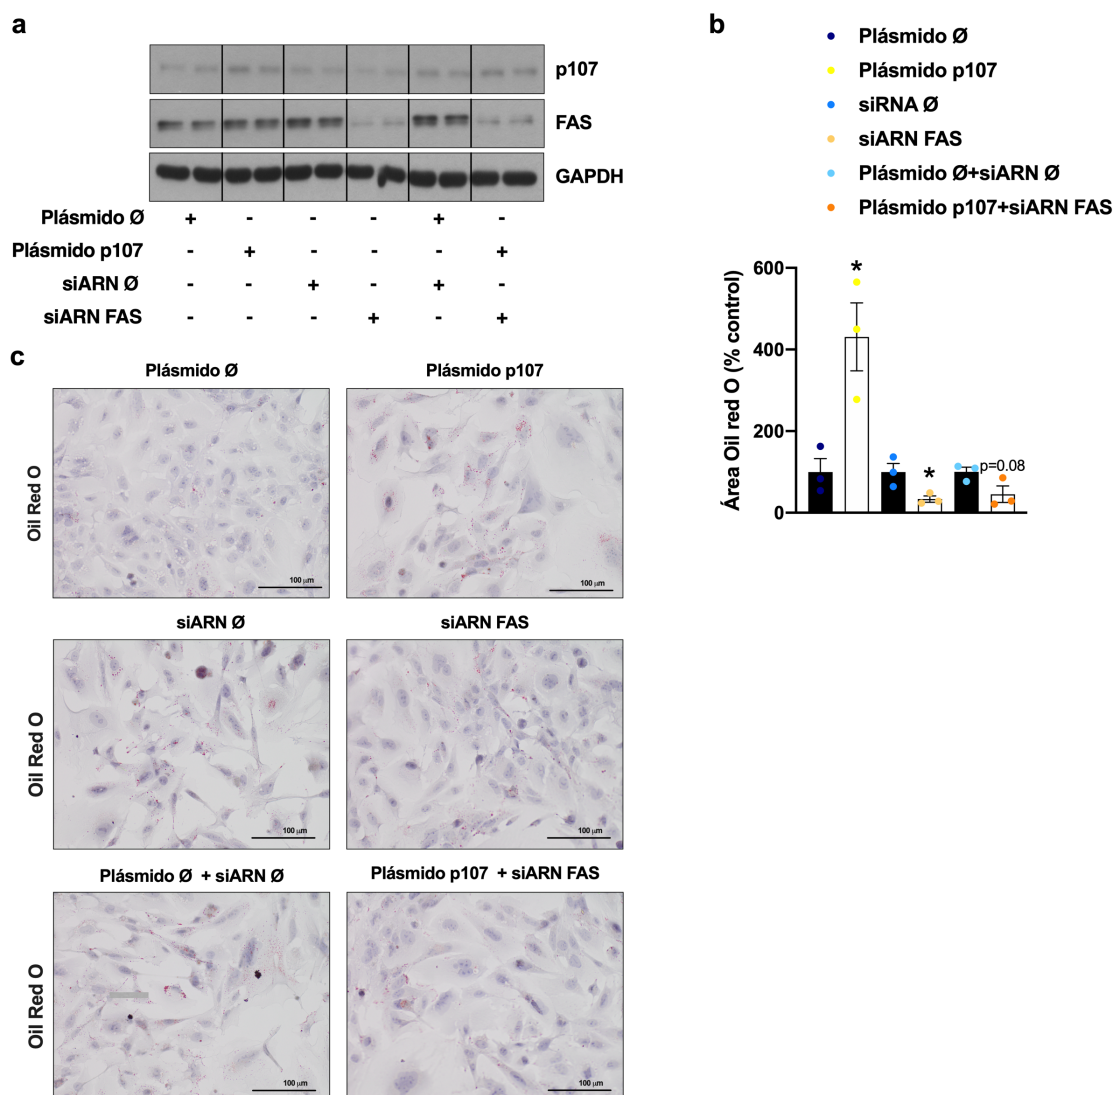 a
p107
FAS
GAPDH
Plásmido Ø + - - - + -
Plásmido p107 - + - - - +
siARN Ø - - + - + -
siARN FAS - - - + - +
b
Plásmido Ø
Plásmido p107
siRNA Ø
siARN FAS
Plásmido Ø+siARN Ø
Plásmido p107+siARN FAS
Área Oil red O (% control)
600
400
200
0
*
*
p=0.08
c
Plásmido Ø
Plásmido p107
Oil Red O
100 µm
100 µm
siARN Ø
siARN FAS
Oil Red O
100 µm
100 µm
Plásmido Ø + siARN Ø
Plásmido p107 + siARN FAS
Oil Red O
100 µm
100 µm